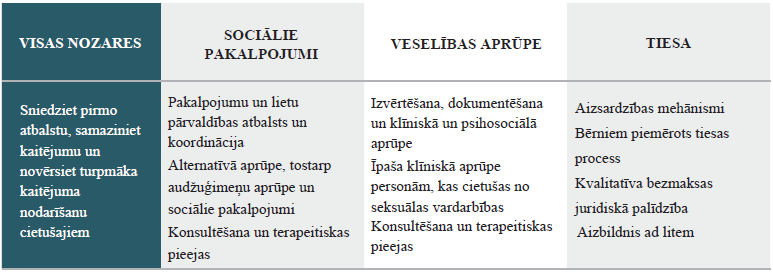 VISAS NOZARES
SOCIĀLIE
PAKALPOJUMI
VESELĪBAS APRŪPE
TIESA
Sniedziet pirmo
atbalstu, samaziniet
kaitējumu un
novērsiet turpmāka
kaitējuma
nodarīšanu
cietušajiem
Pakalpojumu un lietu
pārvaldības atbalsts un
koordinācija
Alternatīvā aprūpe, tostarp
audžuģimeņu aprūpe un
sociālie pakalpojumi
Konsultēšana un terapeitiskas
pieejas
Izvērtēšana, dokumentēšana
un klīniskā un psihosociālā
aprūpe
Īpaša klīniskā aprūpe
personām, kas cietušas no
seksuālas vardarbības
Konsultēšana un terapeitiskas
pieejas
Aizsardzības mehānismi
Bērniem piemērots tiesas
process
Kvalitatīva bezmaksas
juridiskā palīdzība
Aizbildnis ad litem